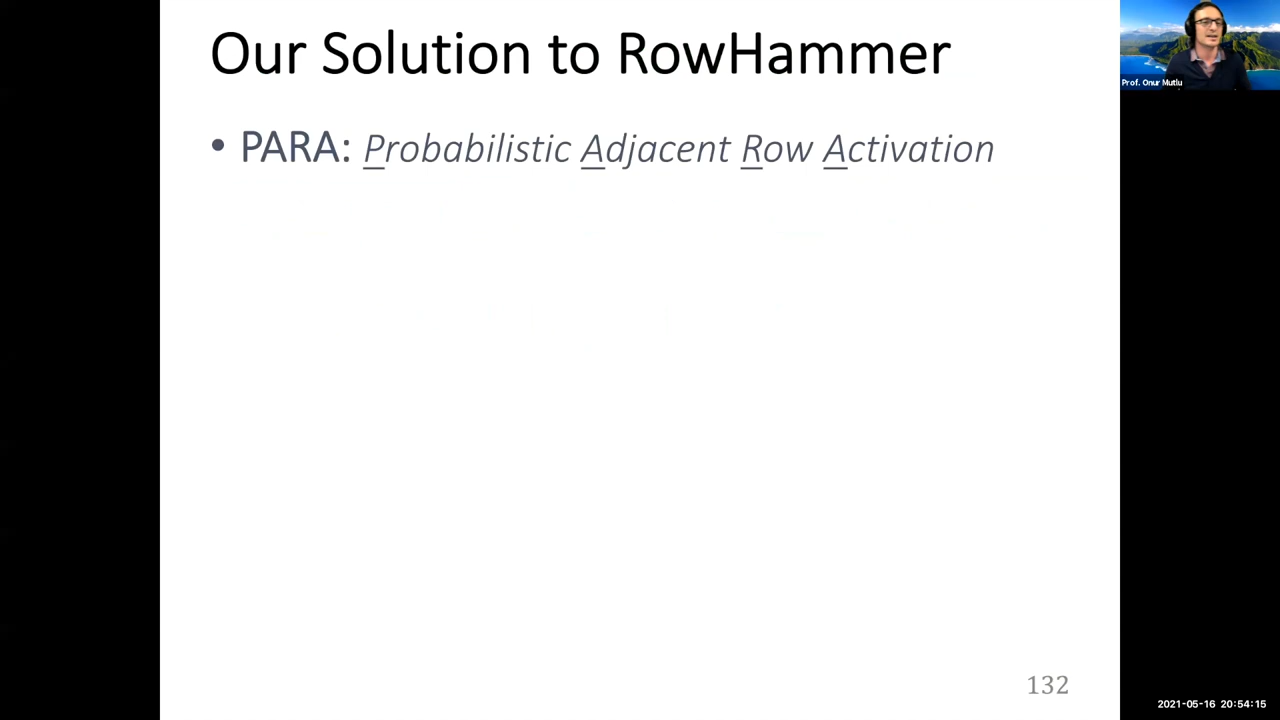 Our Solution to RowHammer
• PARA: Probabilistic Adjacent Row Activation
132
Prof. Onur Mutlu
2021-05-16 20:54:15